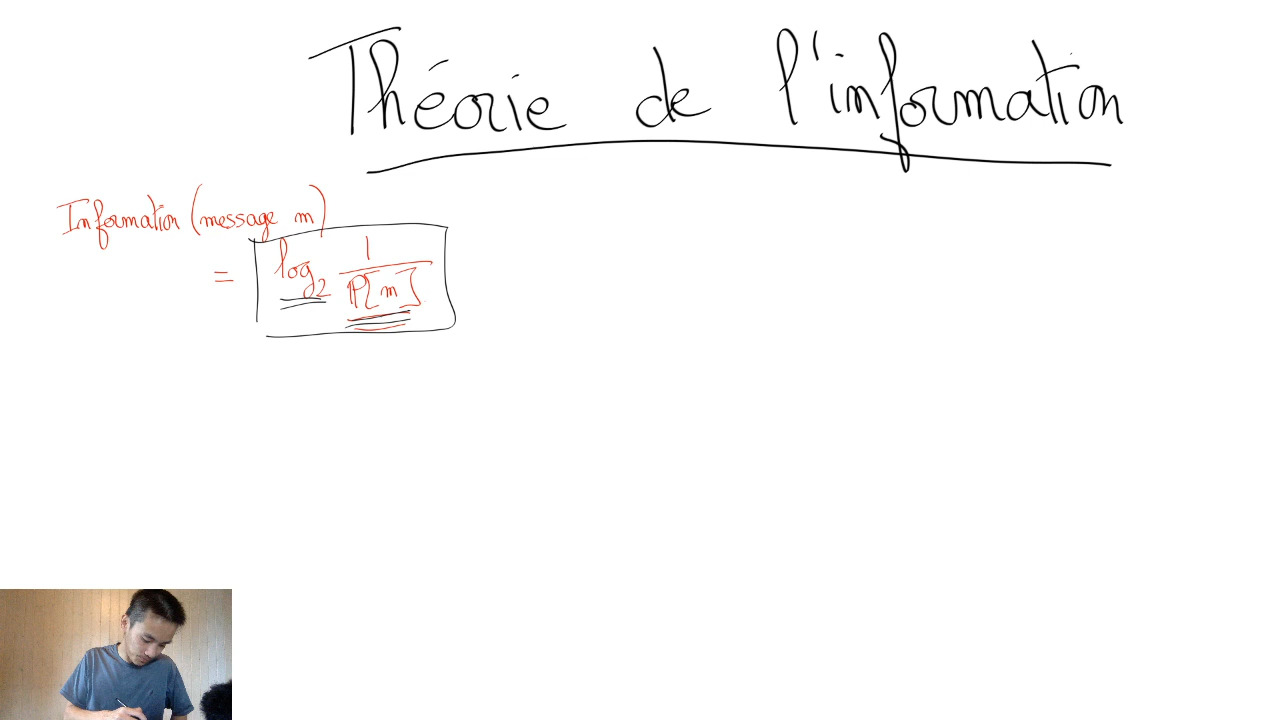 Théorie de l'information
Information (message m)
= log₂ 1/ℙ[m]